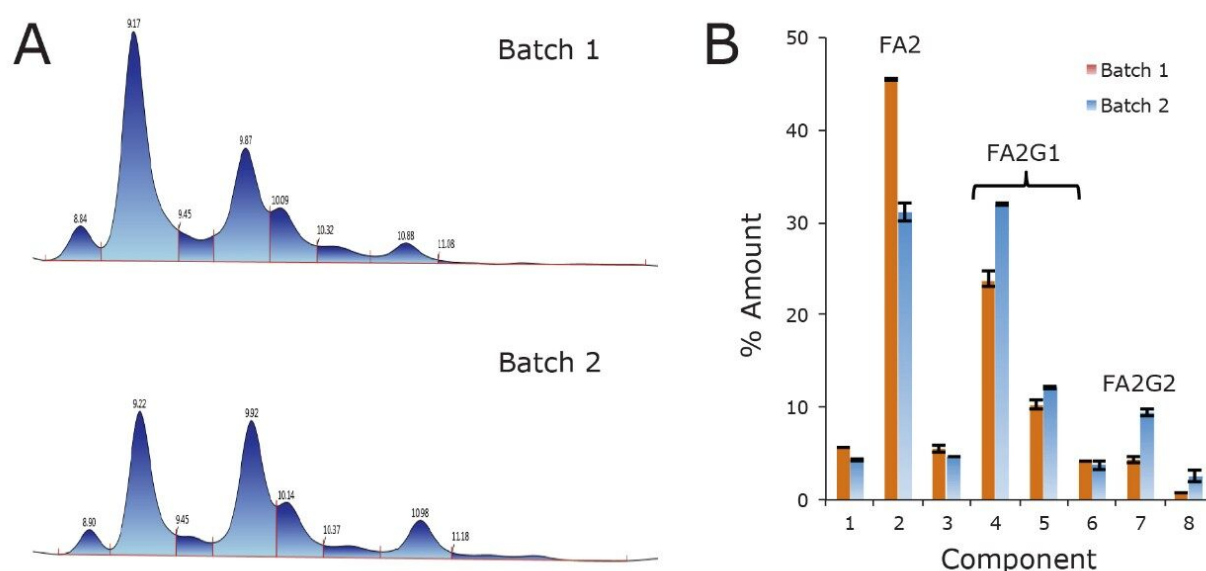 A
Batch 1
9.17
8.84
9.45
9.87
10.09
10.32
10.88
11.08
Batch 2
9.22
8.90
9.45
9.92
10.14
10.37
10.98
11.18
B
50
40
30
20
10
0
% Amount
FA2
FA2G1
FA2G2
Batch 1
Batch 2
1 2 3 4 5 6 7 8
Component